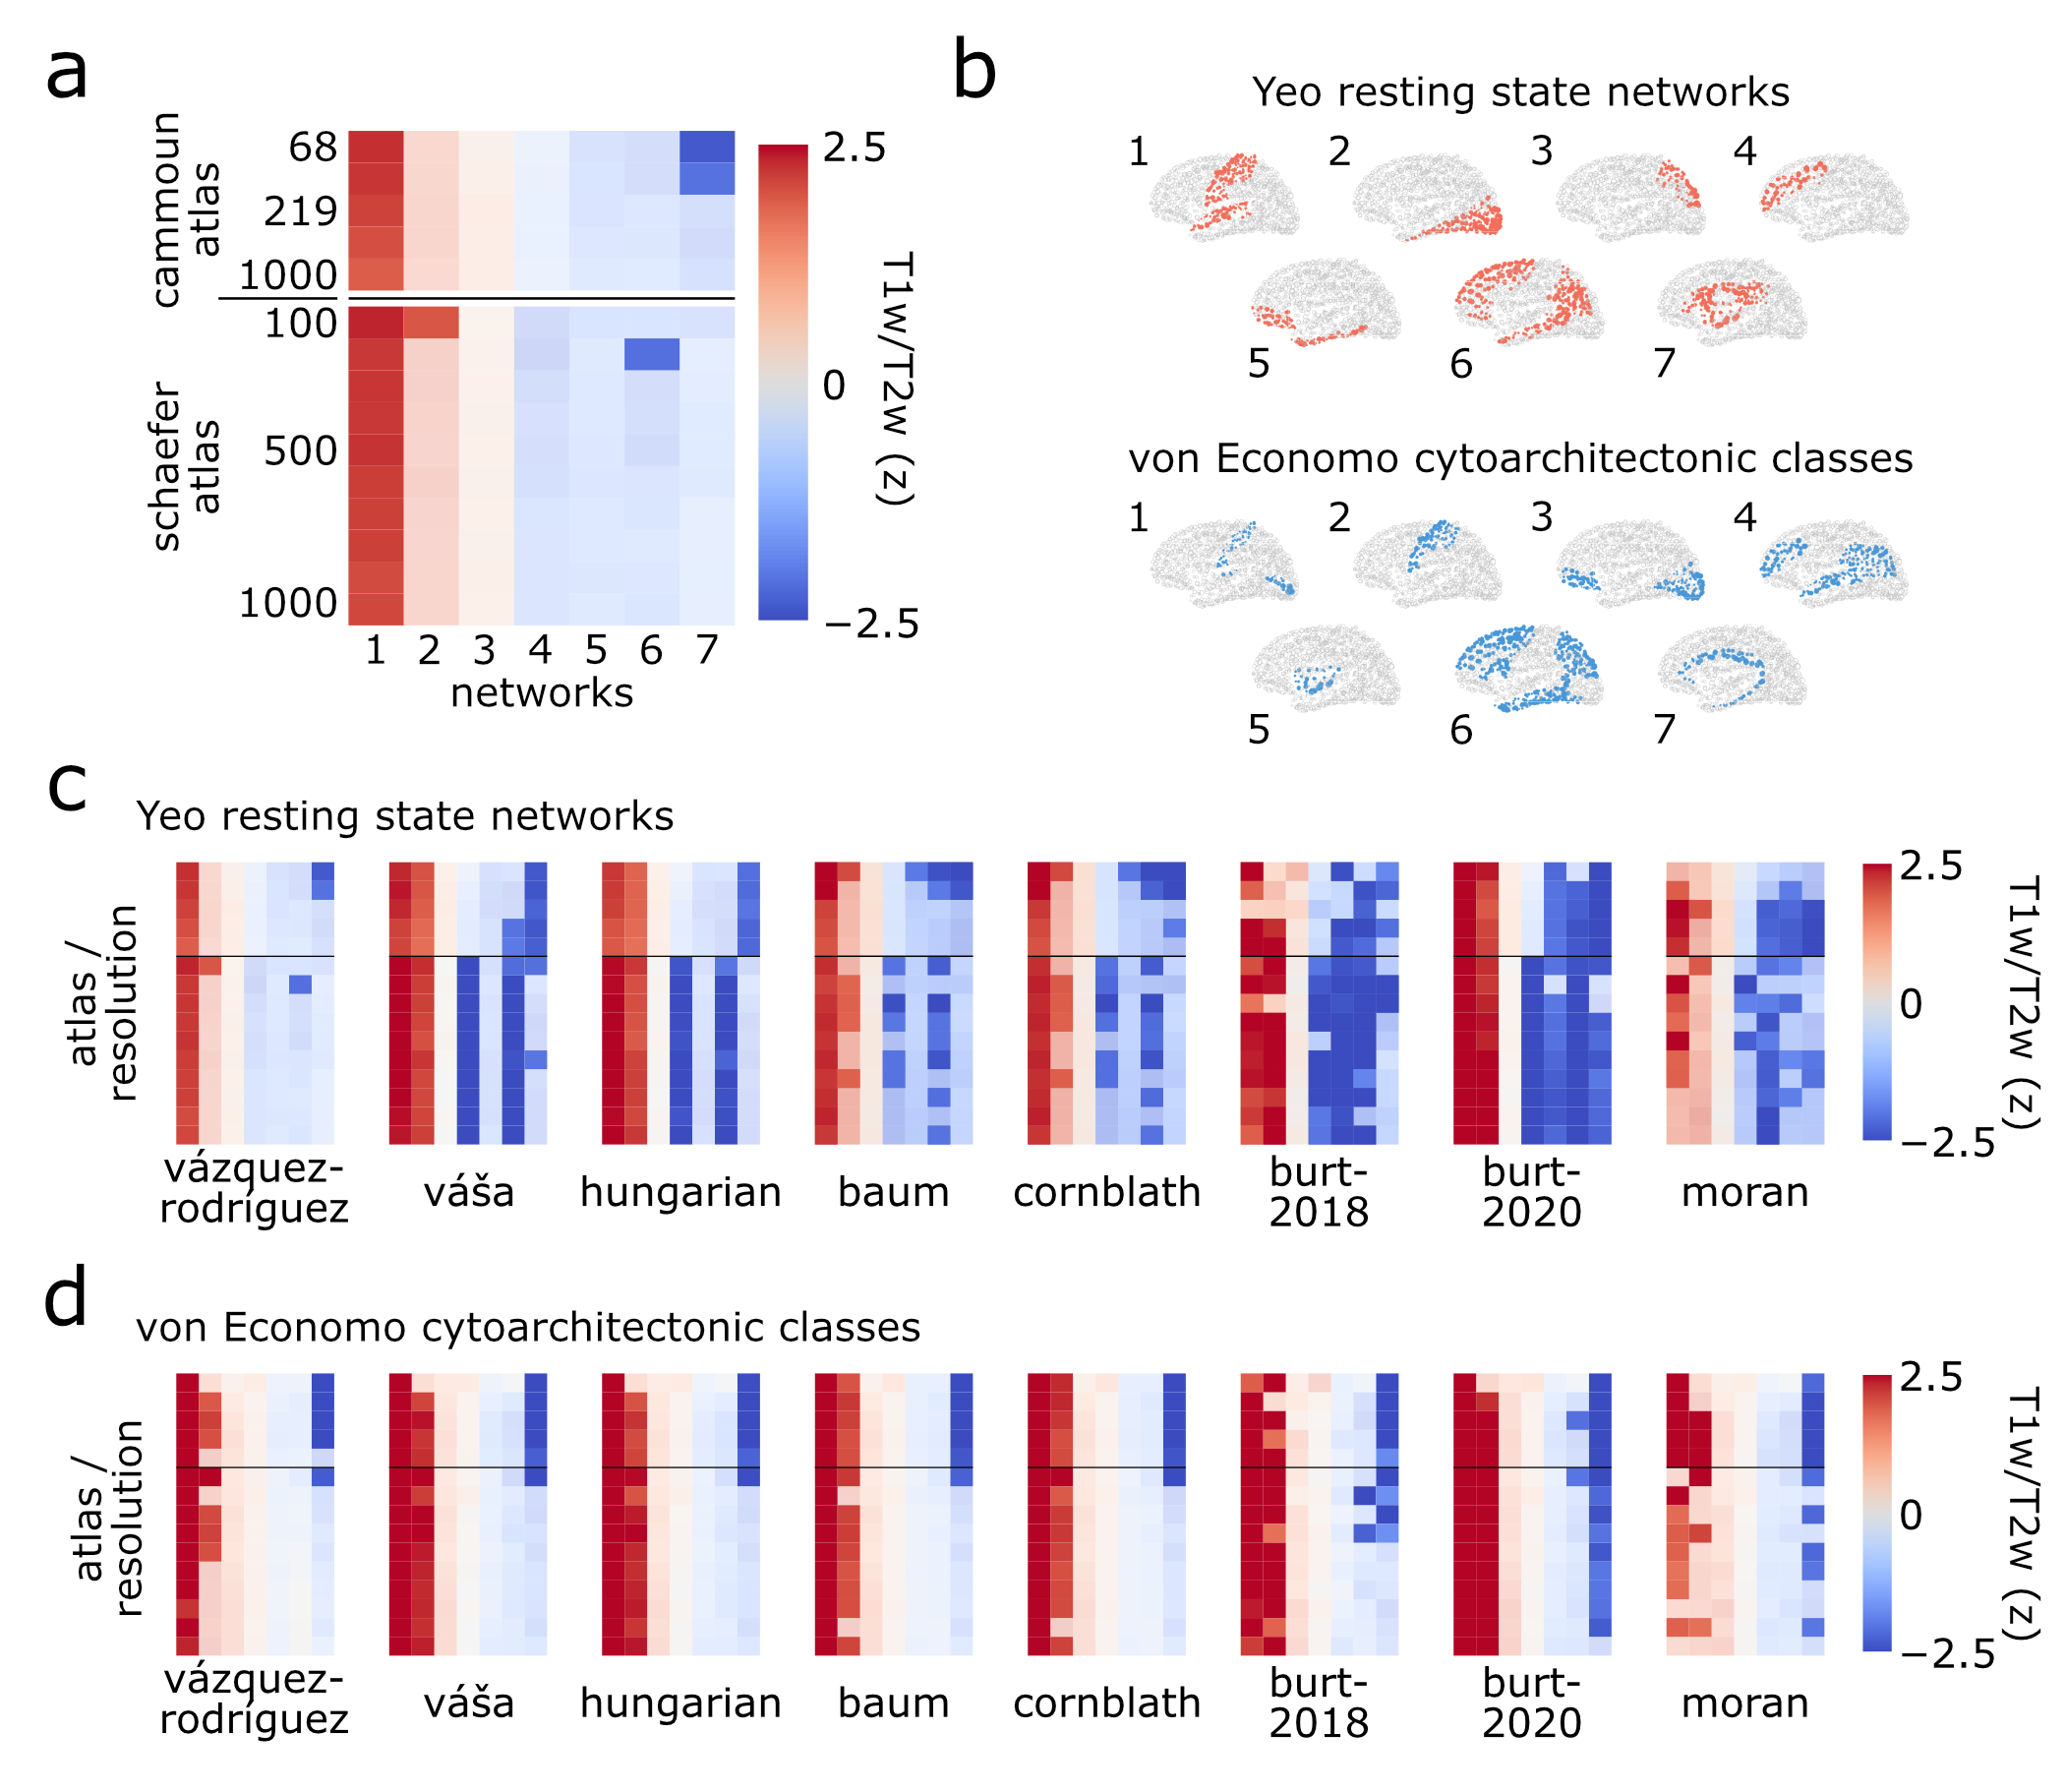 a
cammoun
atlas
68
219
1000
schaefer
atlas
100
500
1000
1 2 3 4 5 6 7
networks
2.5
0
−2.5
T1w/T2w (z)
b
Yeo resting state networks
1 2 3 4
5 6 7
von Economo cytoarchitectonic classes
1 2 3 4
5 6 7
c
Yeo resting state networks
atlas /
resolution
vázquez-
rodríguez
váša
hungarian
baum
cornblath
burt-
2018
burt-
2020
moran
2.5
0
−2.5
T1w/T2w (z)
d
von Economo cytoarchitectonic classes
atlas /
resolution
vázquez-
rodríguez
váša
hungarian
baum
cornblath
burt-
2018
burt-
2020
moran
2.5
0
−2.5
T1w/T2w (z)